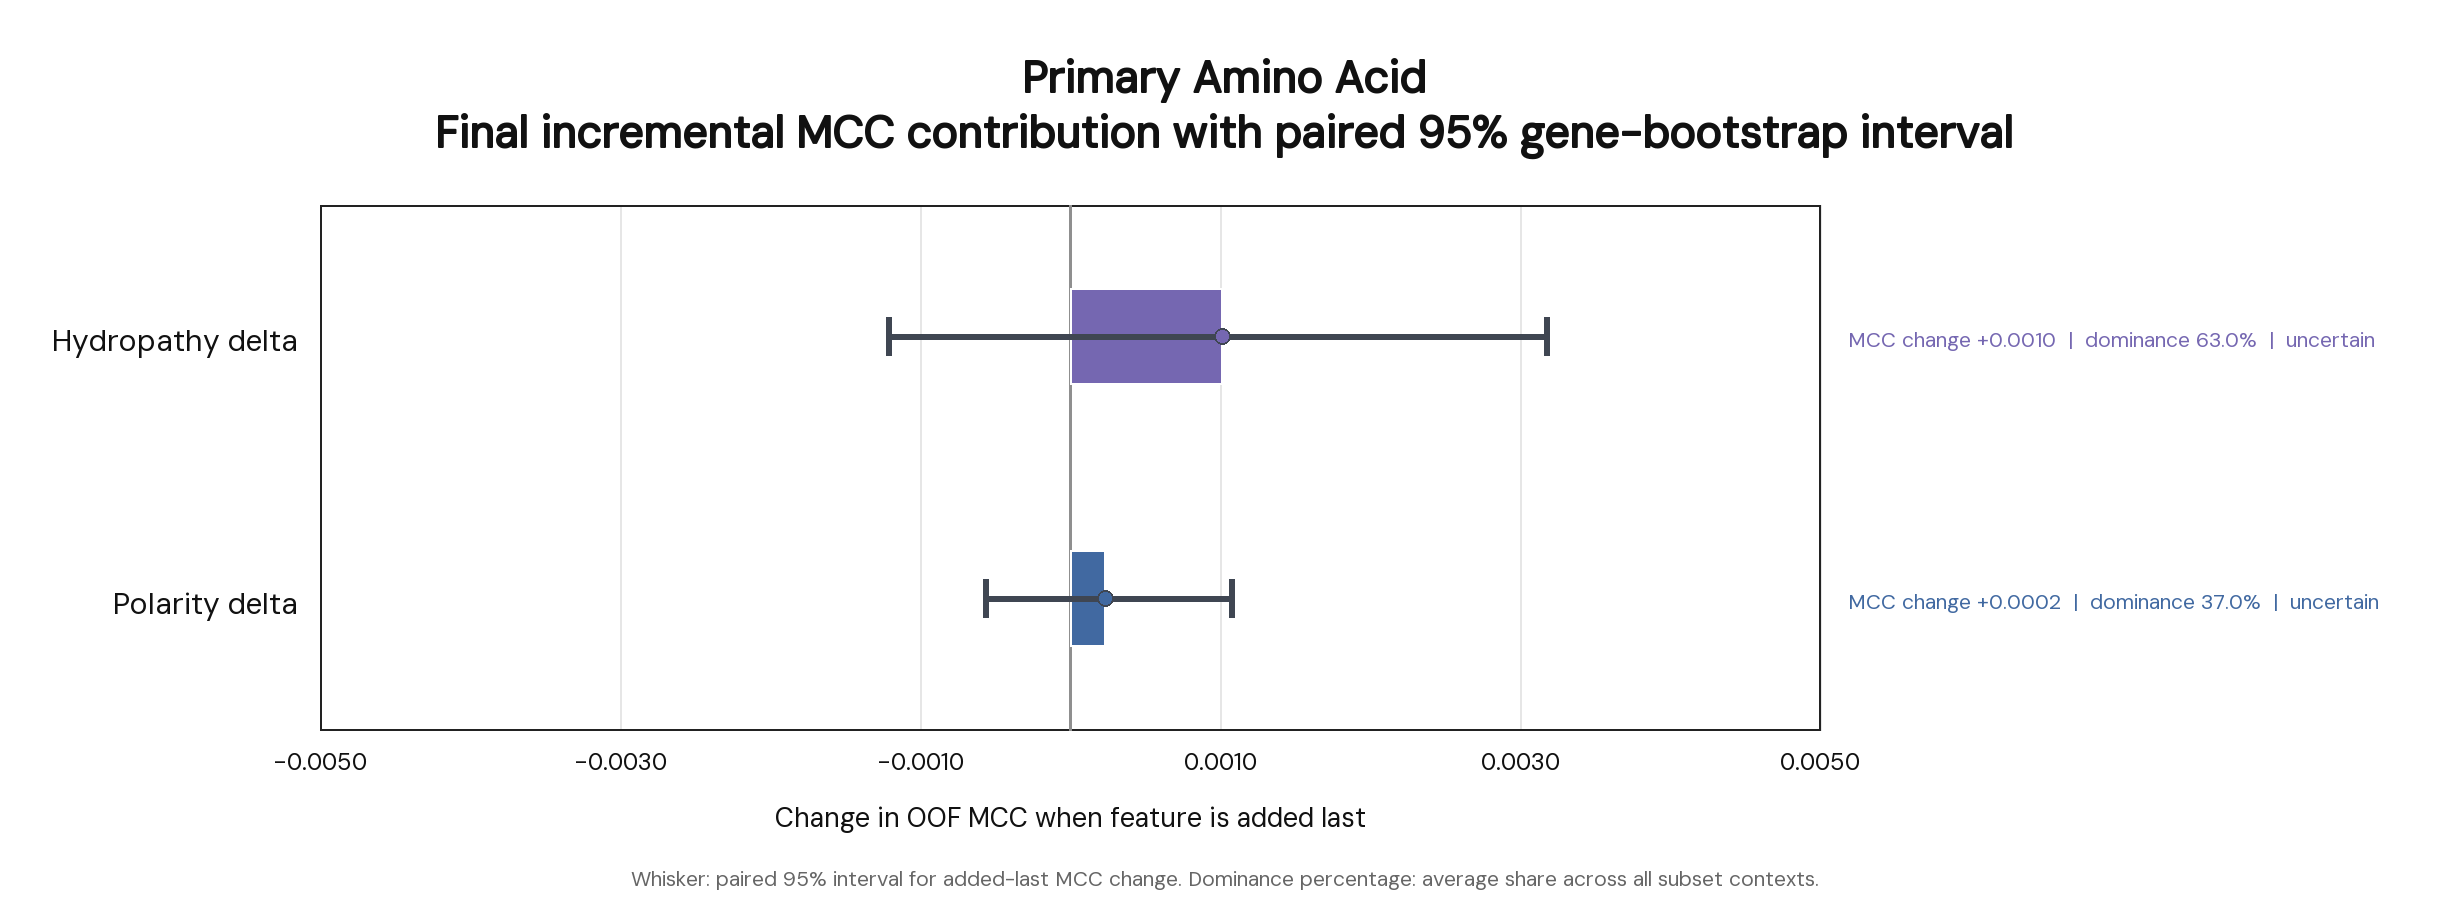 Primary Amino Acid
Final incremental MCC contribution with paired 95% gene-bootstrap interval
Hydropathy delta
MCC change +0.0010 | dominance 63.0% | uncertain
Polarity delta
MCC change +0.0002 | dominance 37.0% | uncertain
−0.0050 −0.0030 −0.0010 0.0010 0.0030 0.0050
Change in OOF MCC when feature is added last
Whisker: paired 95% interval for added-last MCC change. Dominance percentage: average share across all subset contexts.